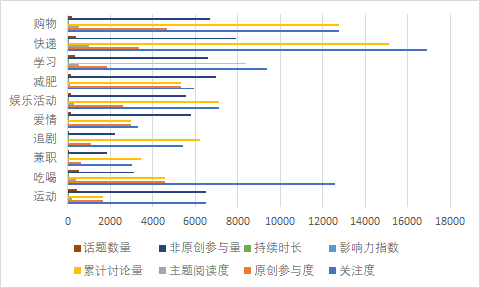 购物
快递
学习
减肥
娱乐活动
爱情
追剧
兼职
吃喝
运动
0 2000 4000 6000 8000 10000 12000 14000 16000 18000
话题数量 非原创参与量 持续时长 影响力指数
累计讨论量 主题阅读度 原创参与度 关注度